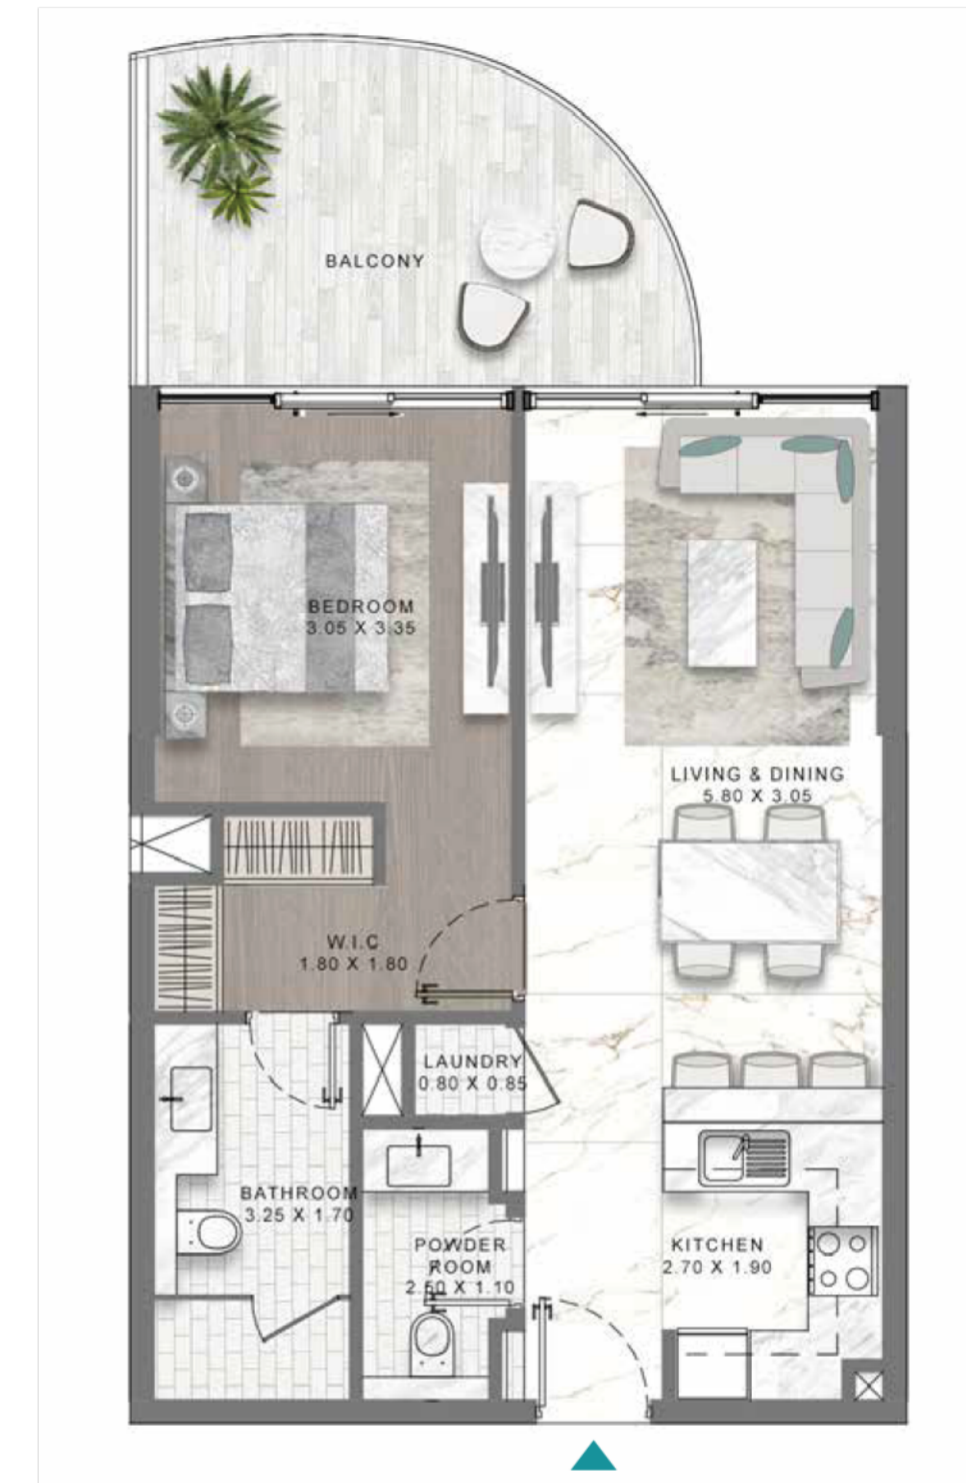 BALCONY
BEDROOM
3.05 X 3.35
LIVING & DINING
5.80 X 3.05
W.I.C
1.80 X 1.80
LAUNDRY
0.80 X 0.85
BATHROOM
3.25 X 1.70
POWDER
ROOM
2.50 X 1.10
KITCHEN
2.70 X 1.90